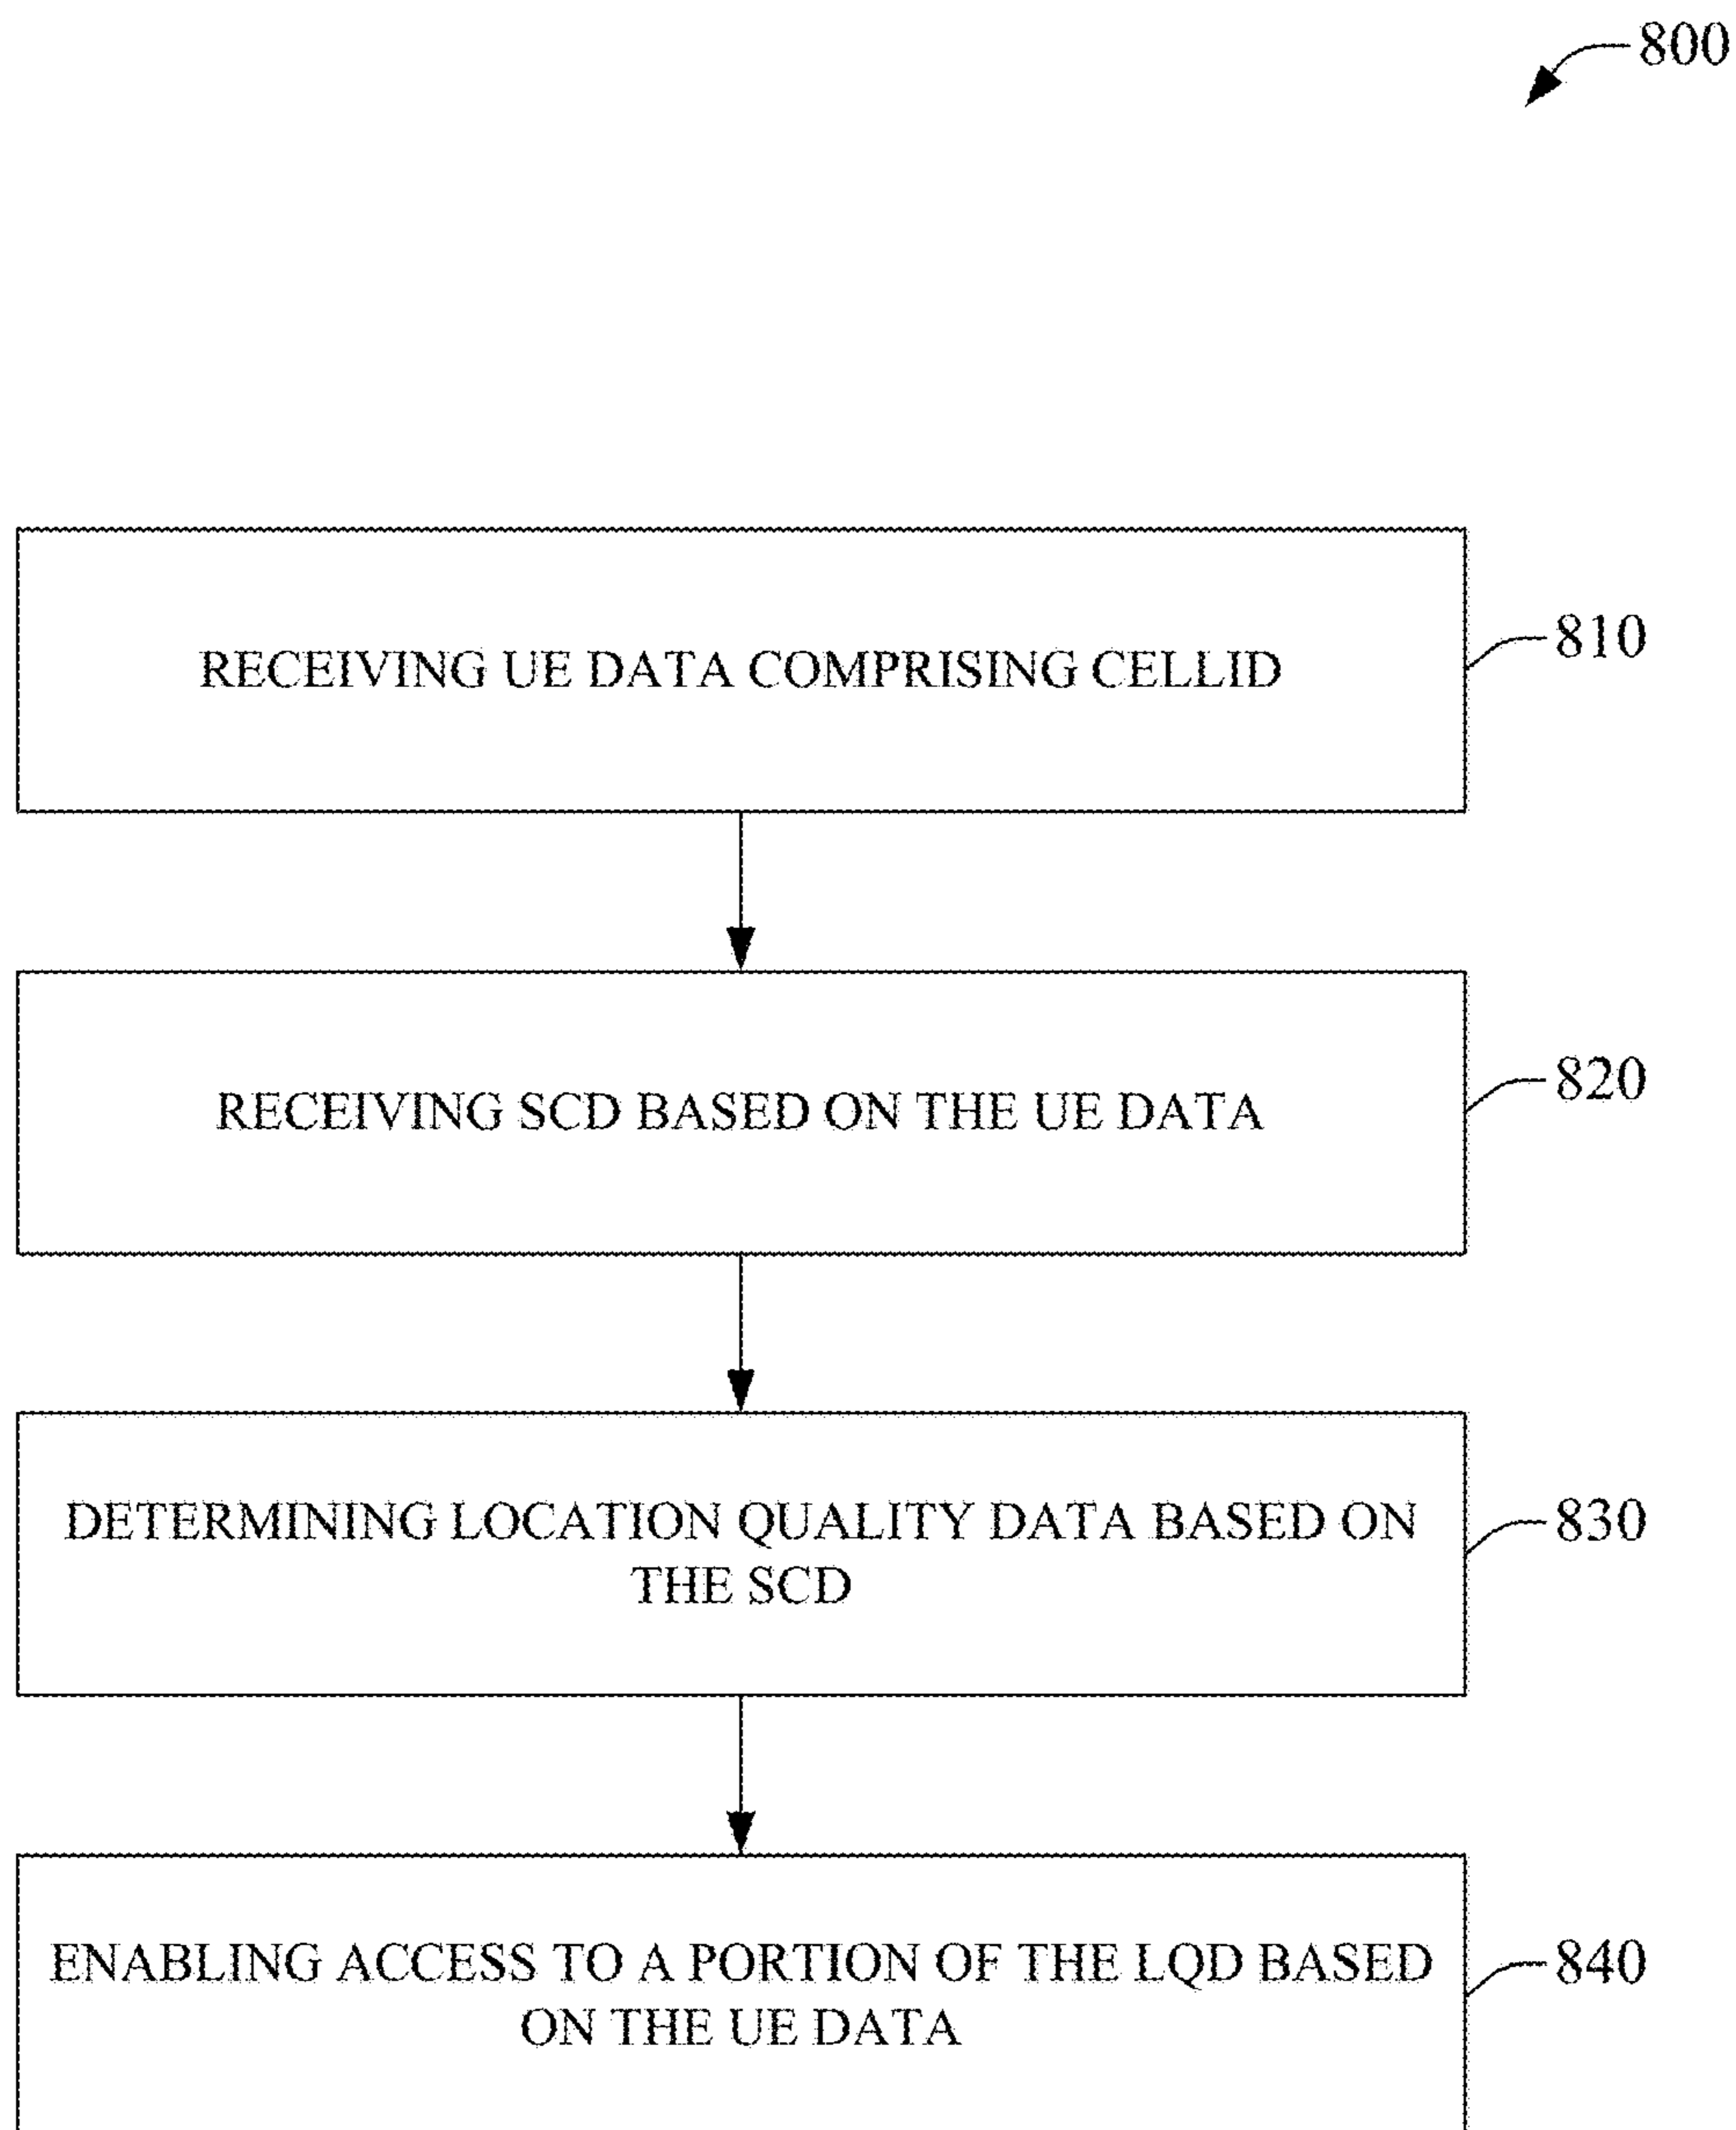 800
RECEIVING UE DATA COMPRISING CELLID
810
RECEIVING SCD BASED ON THE UE DATA
820
DETERMINING LOCATION QUALITY DATA BASED ON
THE SCD
830
ENABLING ACCESS TO A PORTION OF THE LQD BASED
ON THE UE DATA
840